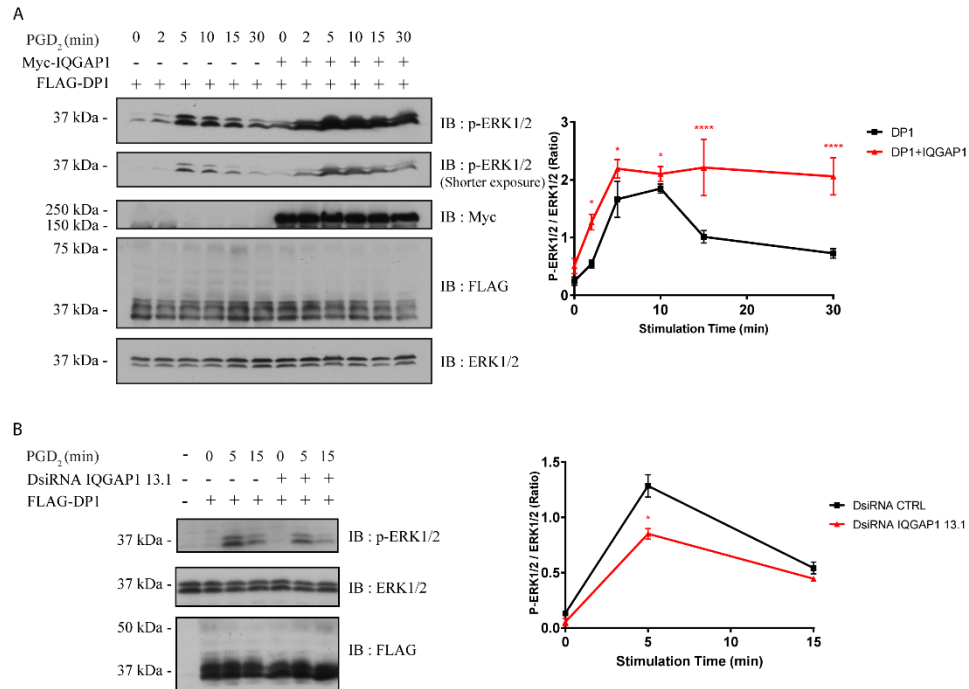 A
PGD2 (min) 0 2 5 10 15 30 0 2 5 10 15 30
Myc-IQGAP1 - - - - - - + + + + + +
FLAG-DP1 + + + + + + + + + + + +
37 kDa - IB : p-ERK1/2
37 kDa - IB : p-ERK1/2
(Shorter exposure)
250 kDa -
150 kDa - IB : Myc
75 kDa -
IB : FLAG
37 kDa -
37 kDa - IB : ERK1/2
P-ERK1/2 / ERK1/2 (Ratio)
3
2
1
0
0 10 20 30
Stimulation Time (min)
* * * **** ****
DP1
DP1+IQGAP1
B
PGD2 (min) - 0 5 15 0 5 15
DsiRNA IQGAP1 13.1 - - - - + + +
FLAG-DP1 - + + + + + +
37 kDa - IB : p-ERK1/2
37 kDa - IB : ERK1/2
50 kDa -
IB : FLAG
37 kDa -
P-ERK1/2 / ERK1/2 (Ratio)
1.5
1.0
0.5
0.0
0 5 10 15
Stimulation Time (min)
*
DsiRNA CTRL
DsiRNA IQGAP1 13.1